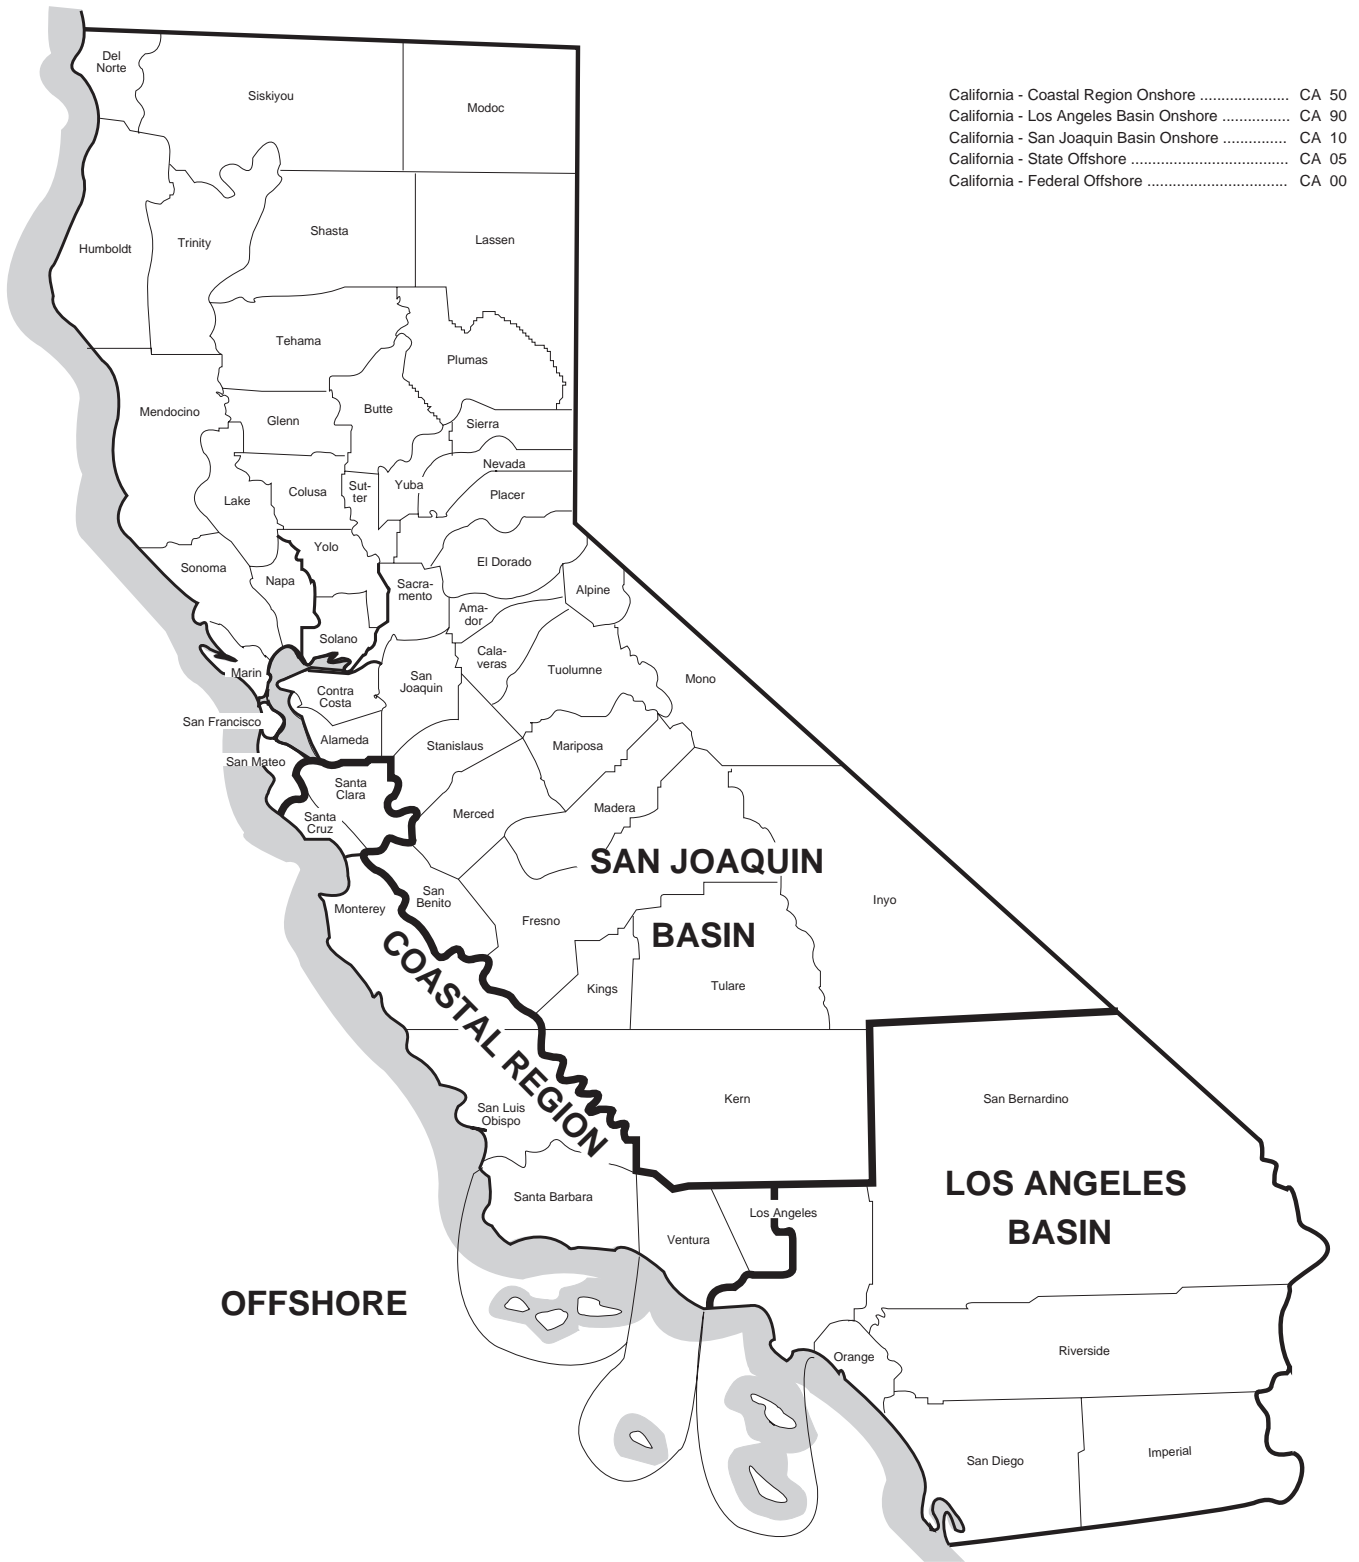 California - Coastal Region Onshore ..................... CA 50
California - Los Angeles Basin Onshore ................ CA 90
California - San Joaquin Basin Onshore ............... CA 10
California - State Offshore ..................................... CA 05
California - Federal Offshore ................................. CA 00
Del
Norte
Siskiyou
Modoc
Humboldt
Trinity
Shasta
Lassen
Tehama
Plumas
Mendocino
Glenn
Butte
Sierra
Nevada
Lake
Colusa
Sut-
ter
Yuba
Placer
Sonoma
Napa
Yolo
Sacra-
mento
El Dorado
Alpine
Ama-
dor
Solano
Cala-
veras
Tuolumne
Mono
Marin
Contra
Costa
San
Joaquin
San Francisco
Alameda
Stanislaus
Mariposa
San Mateo
Santa
Clara
Santa
Cruz
Merced
Madera
SAN JOAQUIN
BASIN
San
Benito
Monterey
Fresno
Inyo
Kings
Tulare
COASTAL REGION
Kern
San Bernardino
San Luis
Obispo
LOS ANGELES
BASIN
Santa Barbara
Los Angeles
Ventura
OFFSHORE
Orange
Riverside
San Diego
Imperial